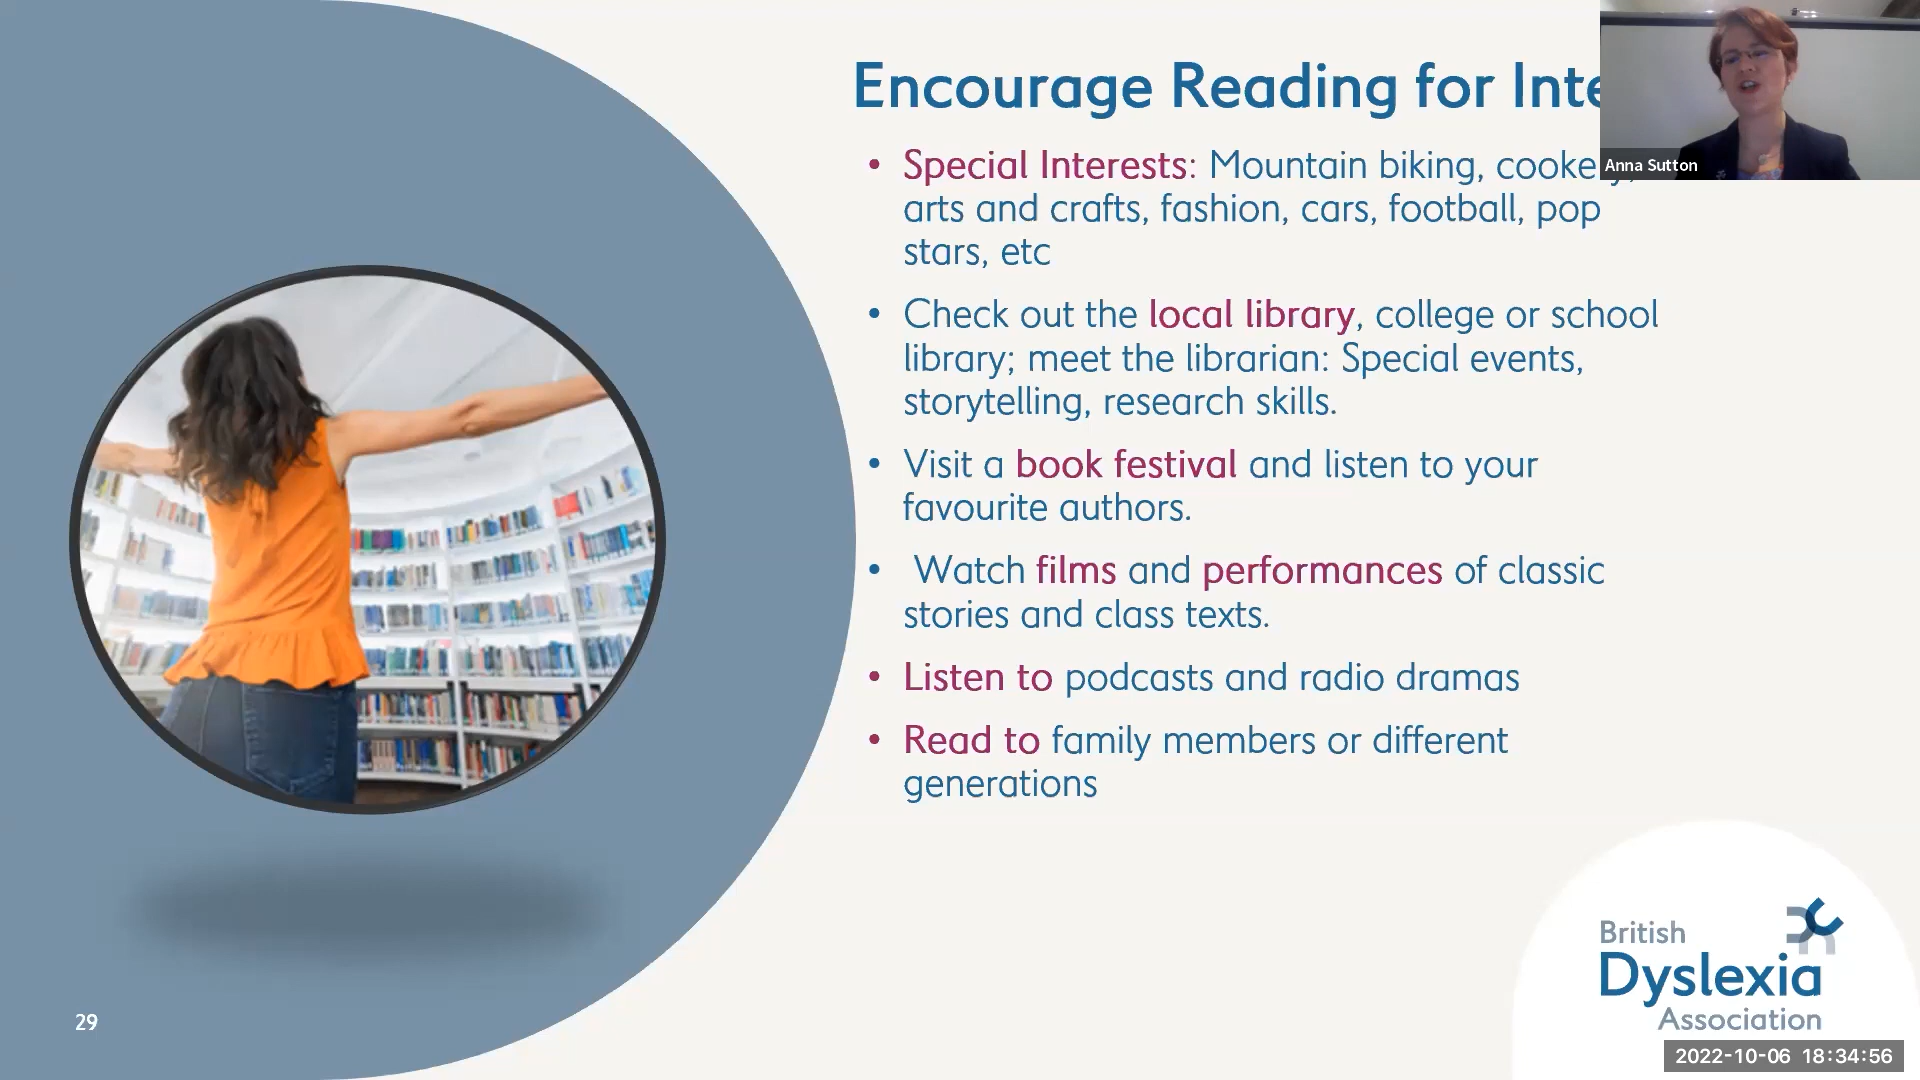 Encourage Reading for
• Special Interests: Mountain biking,
arts and crafts, fashion, cars, football, pop
stars, etc
• Check out the local library, college or school
library; meet the librarian: Special events,
storytelling, research skills.
• Visit a book festival and listen to your
favourite authors.
• Watch films and performances of classic
stories and class texts.
• Listen to podcasts and radio dramas
• Read to family members or different
generations
Anna Sutton
29
British
Dyslexia
Association
2022-10-06 18:34:56